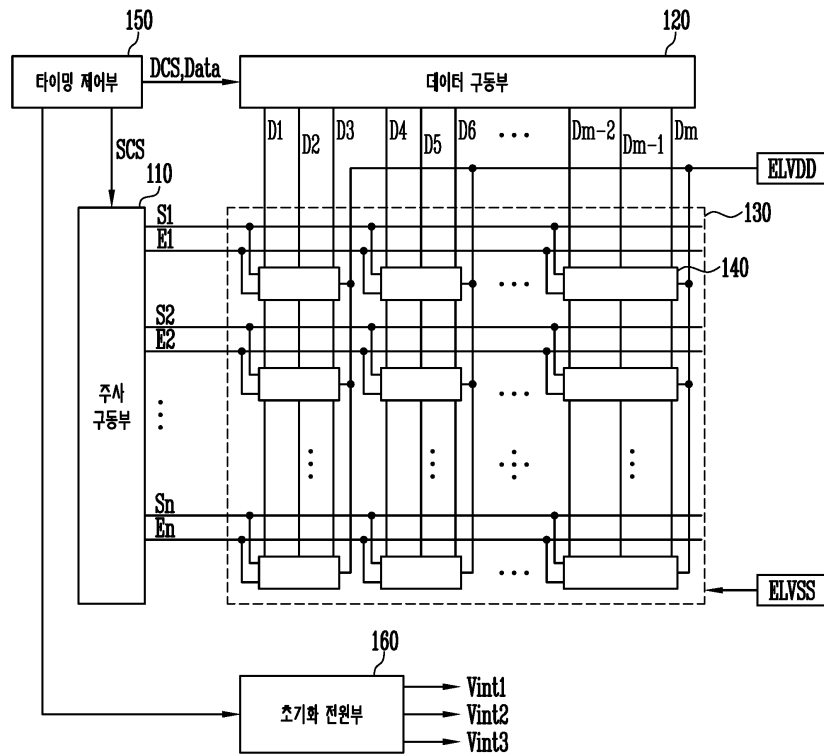 150
120
타이밍 제어부
DCS,Data
데이터 구동부
D1
D2
D3
D4
D5
D6
Dm-2
Dm-1
Dm
SCS
ELVDD
110
130
S1
E1
140
S2
E2
주사
구동부
Sn
En
ELVSS
160
초기화 전원부
Vint1
Vint2
Vint3